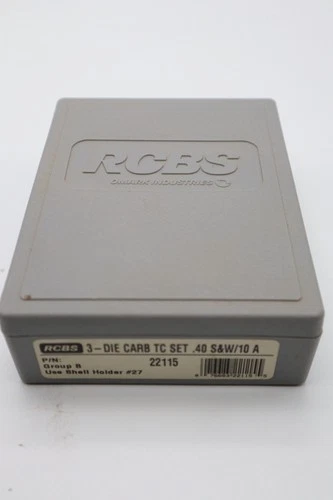 RCBS
OMARK INDUSTRIES
RCBS 3-DIE CARB TC SET .40 S&W/10 A
P/N: 22115
Group B
Use Shell Holder #27